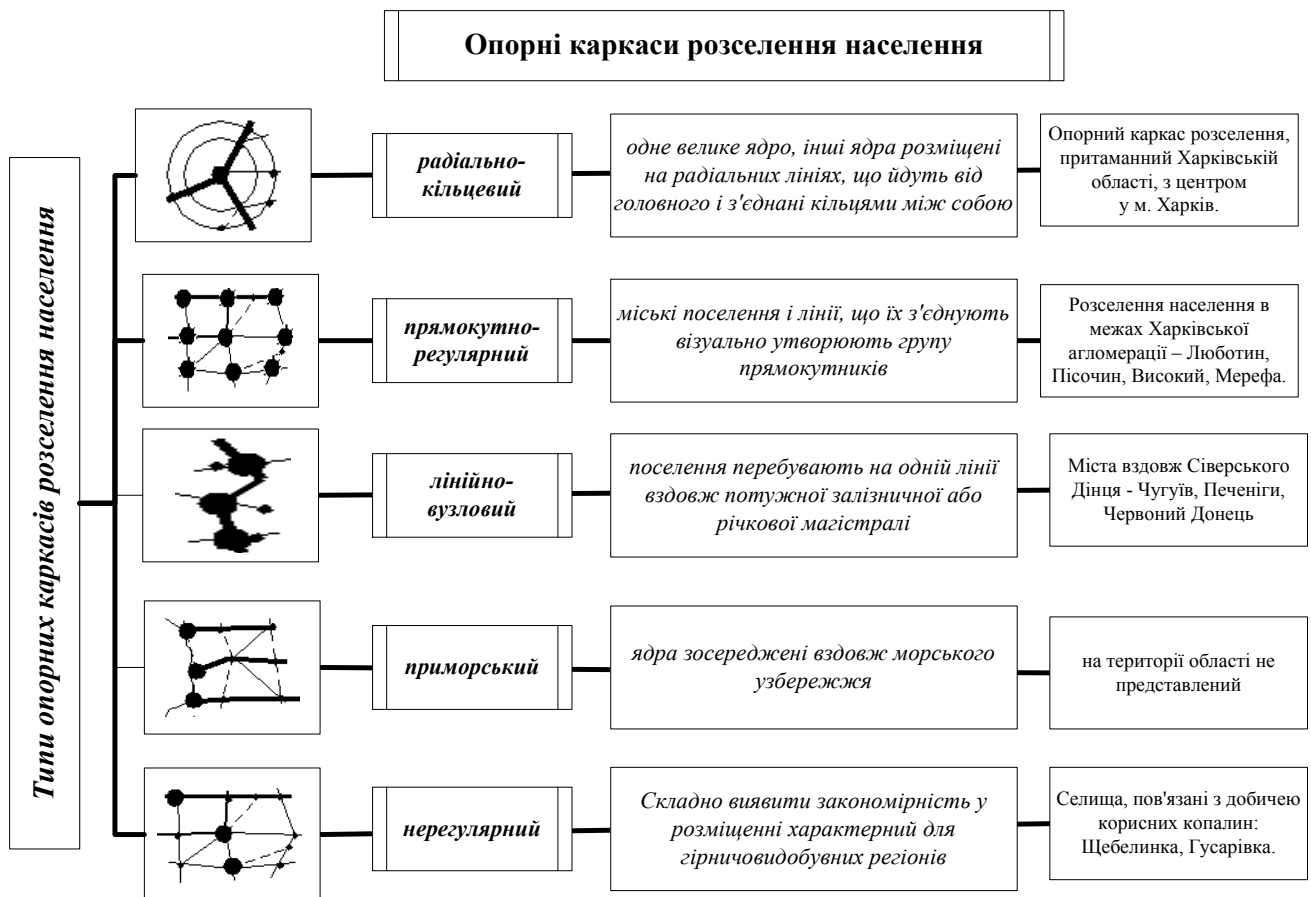 Опорні каркаси розселення населення
Типи опорних каркасів розселення населення
радіально-
кільцевий
одне велике ядро, інші ядра розміщені
на радіальних лініях, що йдуть від
головного і з'єднані кільцями між собою
Опорний каркас розселення,
притаманний Харківській
області, з центром
у м. Харків.
прямокутно-
регулярний
міські поселення і лінії, що їх з'єднують
візуально утворюють групу
прямокутників
Розселення населення в
межах Харківської
агломерації – Люботин,
Пісочин, Високий, Мерефа.
лінійно-
вузловий
поселення перебувають на одній лінії
вздовж потужної залізничної або
річкової магістралі
Міста вздовж Сіверського
Дінця - Чугуїв, Печеніги,
Червоний Донець
приморський
ядра зосереджені вздовж морського
узбережжя
на території області не
представлений
нерегулярний
Складно виявити закономірність у
розміщенні характерний для
гірничовидобувних регіонів
Селища, пов'язані з добичею
корисних копалин:
Щебелинка, Гусарівка.